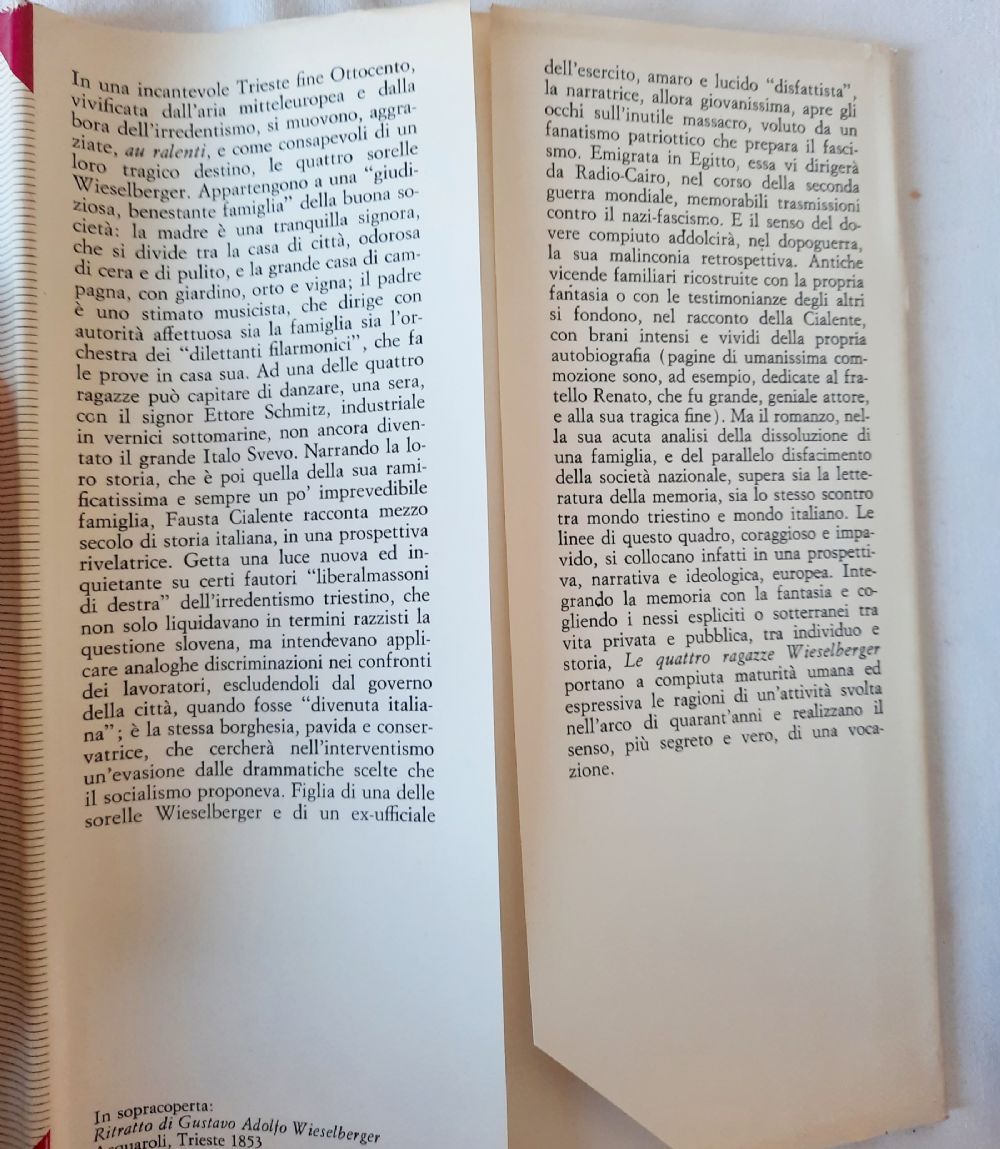 In una incantevole Trieste fine Ottocento,
vivificata dall'aria mitteleuropea e dalla
bora dell'irredentismo, si muovono, aggra-
ziate, au ralenti, e come consapevoli di un
loro tragico destino, le quattro sorelle
Wieselberger. Appartengono a una “giudi-
ziosa, benestante famiglia” della buona so-
cietà: la madre è una tranquilla signora,
che si divide tra la casa di città, odorosa
di cera e di pulito, e la grande casa di cam-
pagna, con giardino, orto e vigna; il padre
è uno stimato musicista, che dirige con
autorità affettuosa sia la famiglia sia l'or-
chestra dei “dilettanti filarmonici”, che fa
le prove in casa sua. Ad una delle quattro
ragazze può capitare di danzare, una sera,
con il signor Ettore Schmitz, industriale
in vernici sottomarine, non ancora diven-
tato il grande Italo Svevo. Narrando la lo-
ro storia, che è poi quella della sua rami-
ficatissima e sempre un po' imprevedibile
famiglia, Fausta Cialente racconta mezzo
secolo di storia italiana, in una prospettiva
rivelatrice. Getta una luce nuova ed in-
quietante su certi fautori “liberalmassoni
di destra” dell'irredentismo triestino, che
non solo liquidavano in termini razzisti la
questione slovena, ma intendevano appli-
care analoghe discriminazioni nei confronti
dei lavoratori, escludendoli dal governo
della città, quando fosse “divenuta italia-
na”; è la stessa borghesia, pavida e conser-
vatrice, che cercherà nell'interventismo
un'evasione dalle drammatiche scelte che
il socialismo proponeva. Figlia di una delle
sorelle Wieselberger e di un ex-ufficiale
In sopracoperta:
Ritratto di Gustavo Adolfo Wieselberger
Trieste 1853
dell'esercito, amaro e lucido “disfattista”,
la narratrice, allora giovanissima, apre gli
occhi sull'inutile massacro, voluto da un
fanatismo patriottico che prepara il fasci-
smo. Emigrata in Egitto, essa vi dirigerà
da Radio-Cairo, nel corso della seconda
guerra mondiale, memorabili trasmissioni
contro il nazi-fascismo. E il senso del do-
vere compiuto addolcirà, nel dopoguerra,
la sua malinconia retrospettiva. Antiche
vicende familiari ricostruite con la propria
fantasia o con le testimonianze degli altri
si fondono, nel racconto della Cialente,
con brani intensi e vividi della propria
autobiografia (pagine di umanissima com-
mozione sono, ad esempio, dedicate al fra-
tello Renato, che fu grande, geniale attore,
e alla sua tragica fine). Ma il romanzo, nel-
la sua acuta analisi della dissoluzione di
una famiglia, e del parallelo disfacimento
della società nazionale, supera sia la lette-
ratura della memoria, sia lo stesso scontro
tra mondo triestino e mondo italiano. Le
linee di questo quadro, coraggioso e impa-
vido, si collocano infatti in una prospetti-
va, narrativa e ideologica, europea. Inte-
grando la memoria con la fantasia e co-
gliendo i nessi espliciti o sotterranei tra
vita privata e pubblica, tra individuo e
storia, Le quattro ragazze Wieselberger
portano a compiuta maturità umana ed
espressiva le ragioni di un'attività svolta
nell'arco di quarant'anni e realizzano il
senso, più segreto e vero, di una voca-
zione.